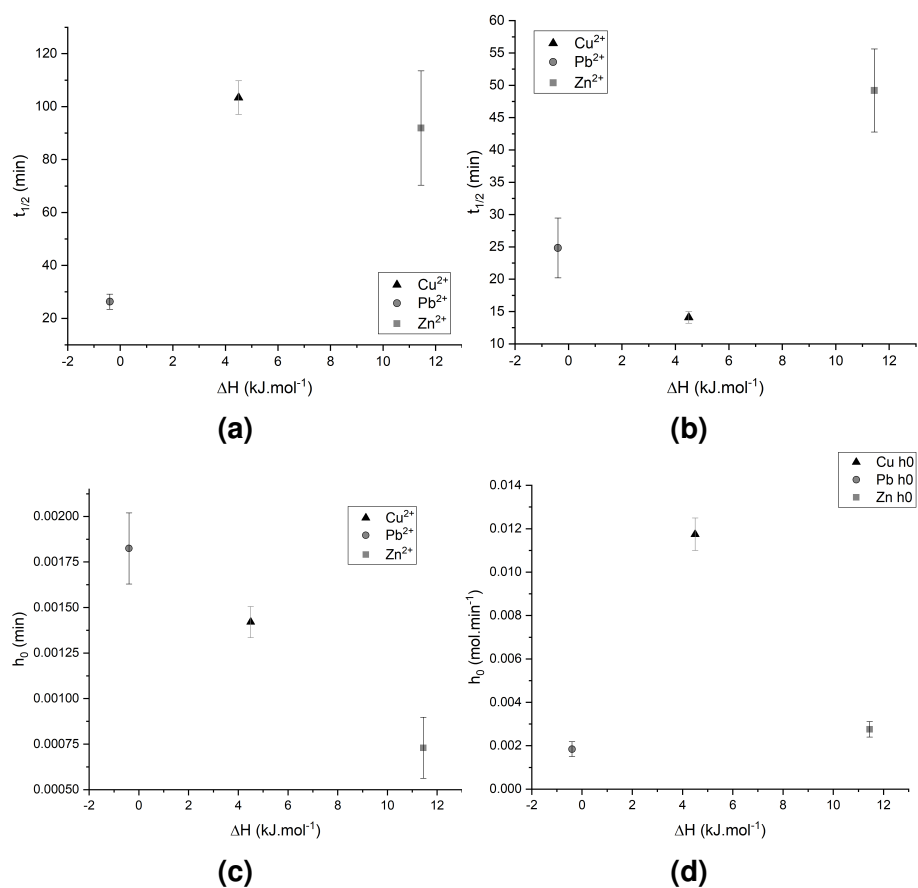 130
120
100
80
60
40
20
t1/2 (min)
Cu2+
Pb2+
Zn2+
-2 0 2 4 6 8 10 12
ΔH (kJ.mol-1)
(a)
60
55
50
45
40
35
30
25
20
15
10
t1/2 (min)
Cu2+
Pb2+
Zn2+
-2 0 2 4 6 8 10 12
ΔH (kJ.mol-1)
(b)
0.00200
0.00175
0.00150
0.00125
0.00100
0.00075
0.00050
h0 (min)
Cu2+
Pb2+
Zn2+
-2 0 2 4 6 8 10 12
ΔH (kJ.mol-1)
(c)
Cu h0
Pb h0
Zn h0
0.014
0.012
0.010
0.008
0.006
0.004
0.002
0.000
h0 (mol.min-1)
-2 0 2 4 6 8 10 12
ΔH (kJ.mol-1)
(d)